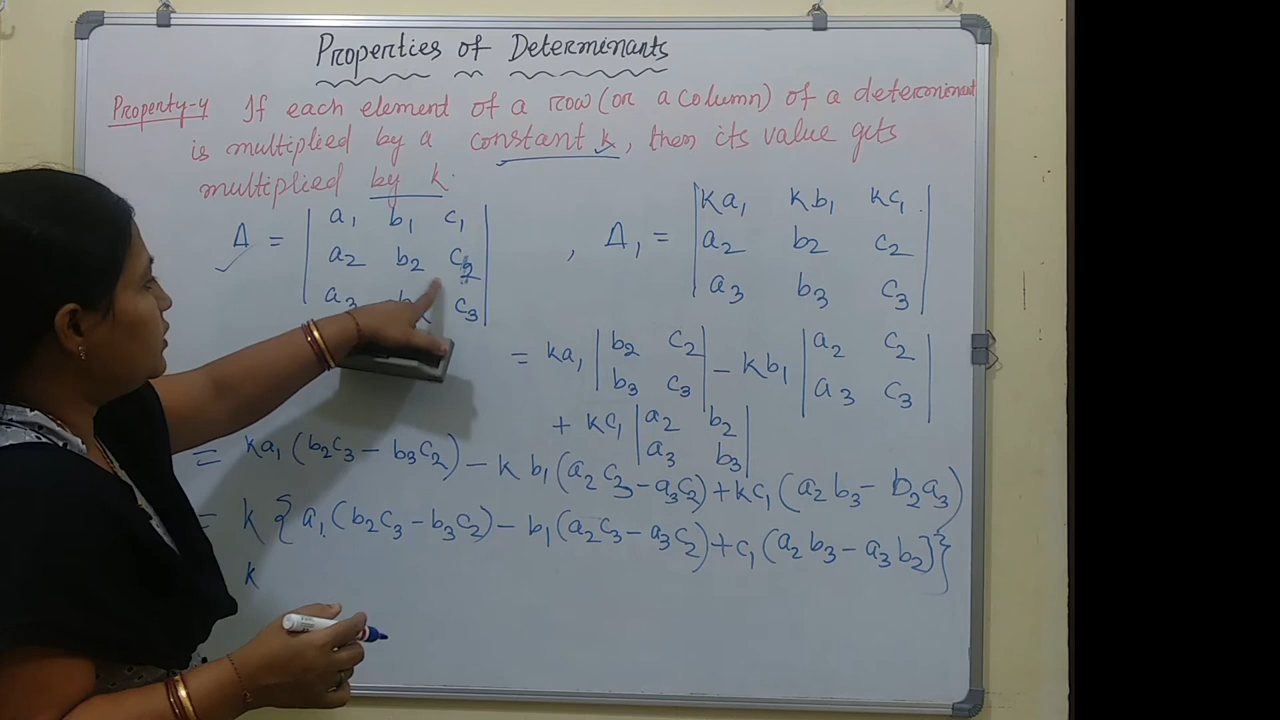 Properties of Determinants
Property-4 If each element of a row (or a column) of a determinant
is multiplied by a constant k, then its value gets
multiplied by k.
Δ = | a₁ b₁ c₁ | , Δ₁ = | ka₁ kb₁ kc₁ |
| a₂ b₂ c₂ | | a₂ b₂ c₂ |
| a₃ c₃ | | a₃ b₃ c₃ |
= ka₁ | b₂ c₂ | - kb₁ | a₂ c₂ |
| b₃ c₃ | | a₃ c₃ |
+ kc₁ | a₂ b₂ |
| a₃ b₃ |
= ka₁ (b₂c₃ - b₃c₂) - k b₁ (a₂c₃ - a₃c₂) + kc₁ (a₂b₃ - b₂a₃)
= k {a₁ (b₂c₃ - b₃c₂) - b₁ (a₂c₃ - a₃c₂) + c₁ (a₂b₃ - a₃b₂)}
k